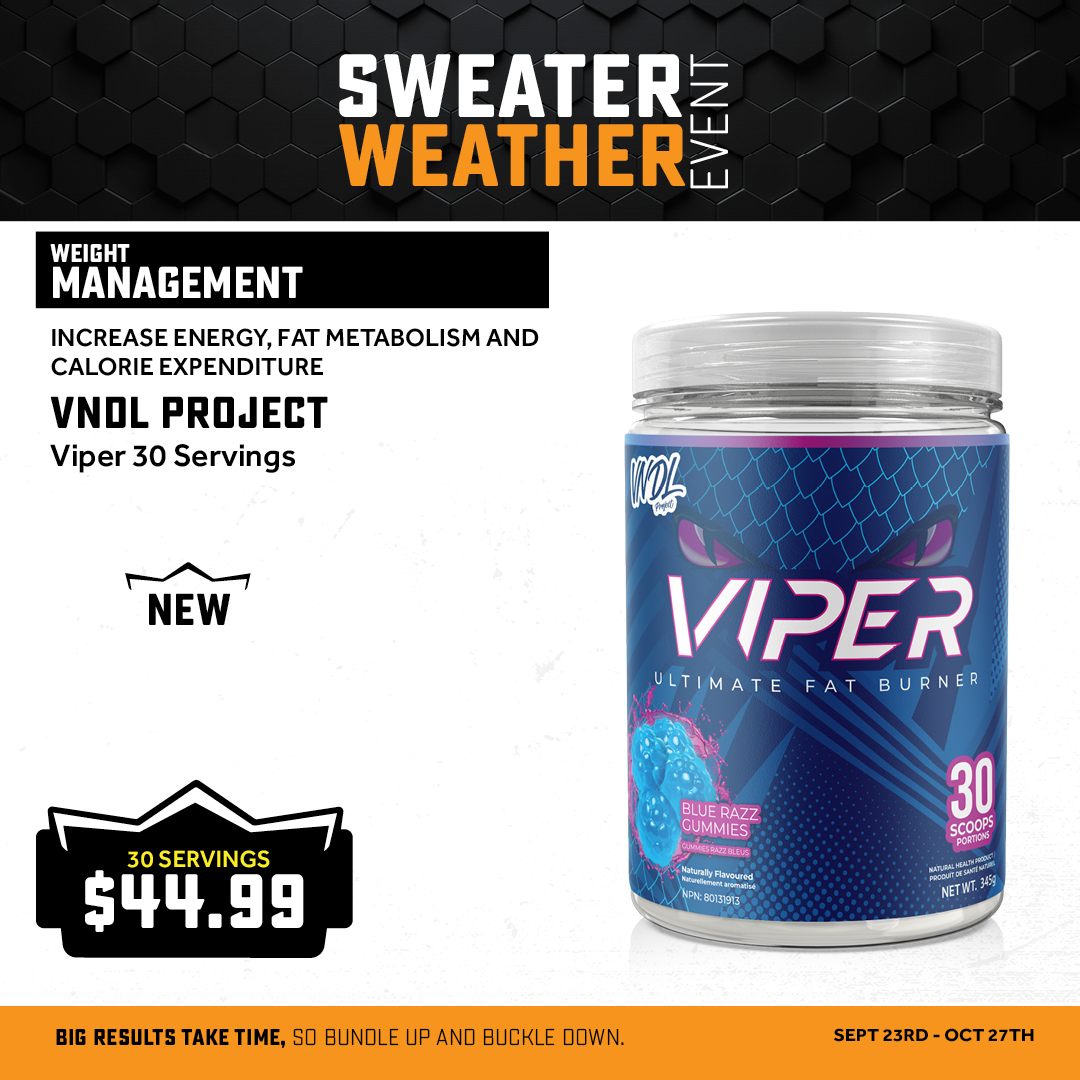 SWEATER
WEATHER
EVENT
WEIGHT
MANAGEMENT
INCREASE ENERGY, FAT METABOLISM AND
CALORIE EXPENDITURE
VNDL PROJECT
Viper 30 Servings
NEW
30 SERVINGS
$44.99
VNDL
Project
VIPER
ULTIMATE FAT BURNER
BLUE RAZZ
GUMMIES
GUMMIES RAZZ BLEUS
Naturally Flavoured
Naturellement aromatisé
NPN: 80131913
30
SCOOPS
PORTIONS
NATURAL HEALTH PRODUCT /
PRODUIT DE SANTÉ NATUREL
NET WT. 345g
BIG RESULTS TAKE TIME, SO BUNDLE UP AND BUCKLE DOWN.
SEPT 23RD - OCT 27TH